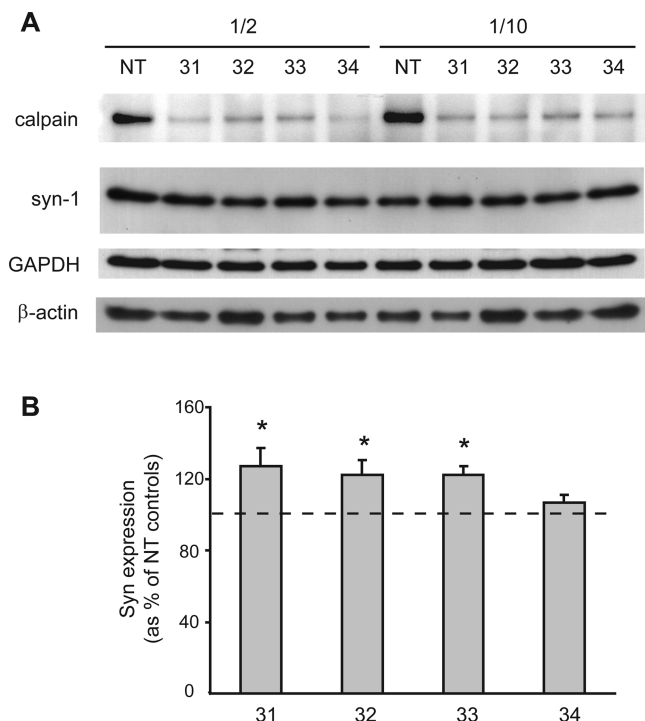 A
1/2 1/10
NT 31 32 33 34 NT 31 32 33 34
calpain
syn-1
GAPDH
β-actin
B
Syn expression
(as % of NT controls)
160
120
80
40
0
* * *
31 32 33 34